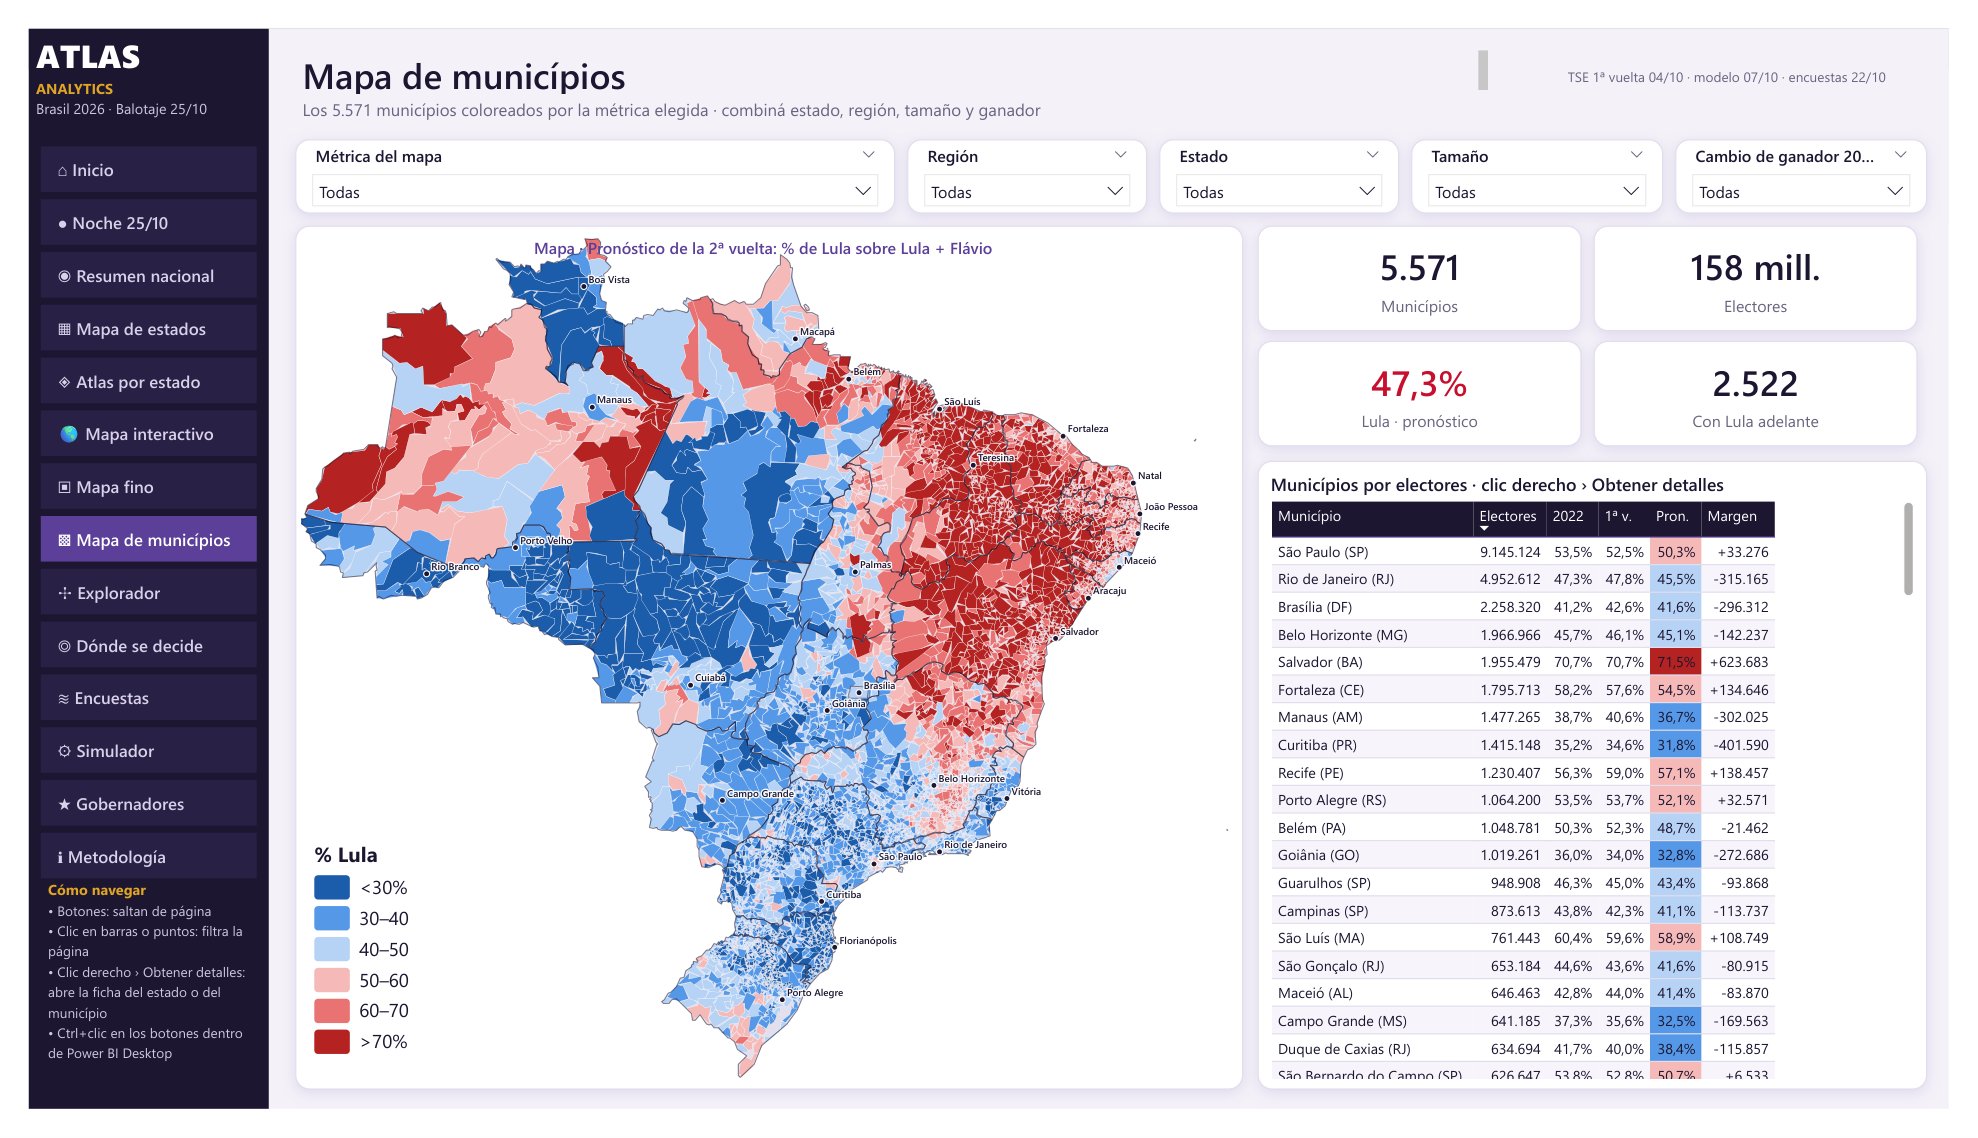 ATLAS
ANALYTICS
Brasil 2026 · Balotaje 25/10
⌂ Inicio
● Noche 25/10
◉ Resumen nacional
▦ Mapa de estados
◈ Atlas por estado
🌎 Mapa interactivo
▣ Mapa fino
▩ Mapa de municípios
⊹ Explorador
◎ Dónde se decide
≋ Encuestas
⚙ Simulador
★ Gobernadores
ℹ Metodología
Cómo navegar
• Botones: saltan de página
• Clic en barras o puntos: filtra la
página
• Clic derecho › Obtener detalles:
abre la ficha del estado o del
município
• Ctrl+clic en los botones dentro
de Power BI Desktop
Mapa de municípios
Los 5.571 municípios coloreados por la métrica elegida · combiná estado, región, tamaño y ganador
TSE 1ª vuelta 04/10 · modelo 07/10 · encuestas 22/10
Métrica del mapa
Todas
Región
Todas
Estado
Todas
Tamaño
Todas
Cambio de ganador 20...
Todas
Mapa · Pronóstico de la 2ª vuelta: % de Lula sobre Lula + Flávio
Boa Vista
Macapá
Belém
Manaus
São Luís
Fortaleza
Teresina
Natal
João Pessoa
Recife
Porto Velho
Maceió
Rio Branco
Palmas
Aracaju
Salvador
Cuiabá
Brasília
Goiânia
Belo Horizonte
Vitória
Campo Grande
Rio de Janeiro
São Paulo
Curitiba
Florianópolis
Porto Alegre
% Lula
<30%
30–40
40–50
50–60
60–70
>70%
5.571
Municípios
158 mill.
Electores
47,3%
Lula · pronóstico
2.522
Con Lula adelante
Municípios por electores · clic derecho › Obtener detalles
Município Electores 2022 1ª v. Pron. Margen
São Paulo (SP) 9.145.124 53,5% 52,5% 50,3% +33.276
Rio de Janeiro (RJ) 4.952.612 47,3% 47,8% 45,5% -315.165
Brasília (DF) 2.258.320 41,2% 42,6% 41,6% -296.312
Belo Horizonte (MG) 1.966.966 45,7% 46,1% 45,1% -142.237
Salvador (BA) 1.955.479 70,7% 70,7% 71,5% +623.683
Fortaleza (CE) 1.795.713 58,2% 57,6% 54,5% +134.646
Manaus (AM) 1.477.265 38,7% 40,6% 36,7% -302.025
Curitiba (PR) 1.415.148 35,2% 34,6% 31,8% -401.590
Recife (PE) 1.230.407 56,3% 59,0% 57,1% +138.457
Porto Alegre (RS) 1.064.200 53,5% 53,7% 52,1% +32.571
Belém (PA) 1.048.781 50,3% 52,3% 48,7% -21.462
Goiânia (GO) 1.019.261 36,0% 34,0% 32,8% -272.686
Guarulhos (SP) 948.908 46,3% 45,0% 43,4% -93.868
Campinas (SP) 873.613 43,8% 42,3% 41,1% -113.737
São Luís (MA) 761.443 60,4% 59,6% 58,9% +108.749
São Gonçalo (RJ) 653.184 44,6% 43,6% 41,6% -80.915
Maceió (AL) 646.463 42,8% 44,0% 41,4% -83.870
Campo Grande (MS) 641.185 37,3% 35,6% 32,5% -169.563
Duque de Caxias (RJ) 634.694 41,7% 40,0% 38,4% -115.857
São Bernardo do Campo (SP) 626.647 53,8% 52,8% 50,7% +6.533